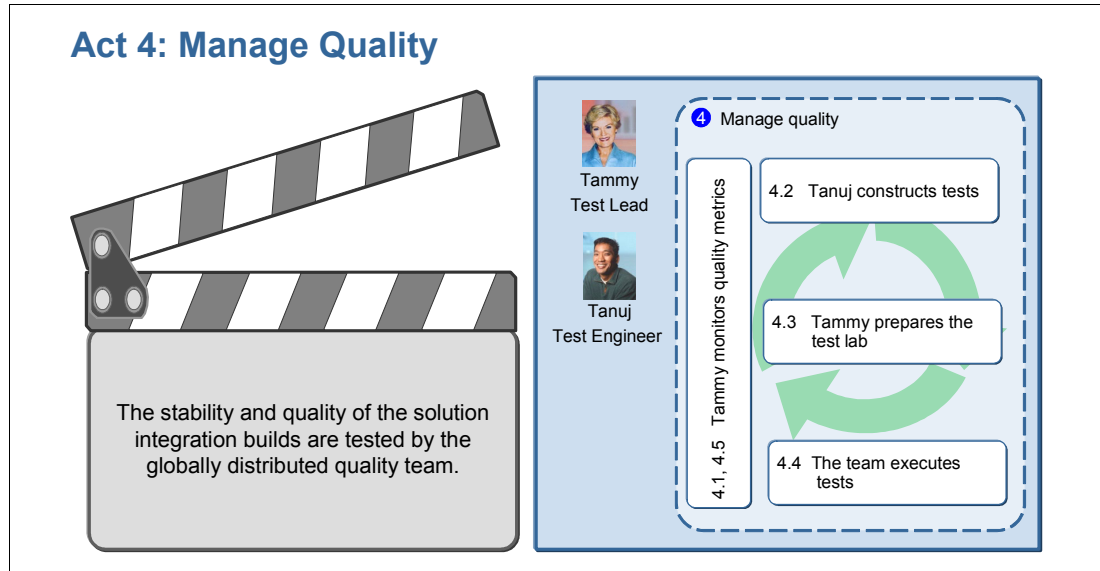 Act 4: Manage Quality
The stability and quality of the solution
integration builds are tested by the
globally distributed quality team.
Tammy
Test Lead
Tanuj
Test Engineer
4 Manage quality
4.1, 4.5 Tammy monitors quality metrics
4.2 Tanuj constructs tests
4.3 Tammy prepares the
test lab
4.4 The team executes
tests